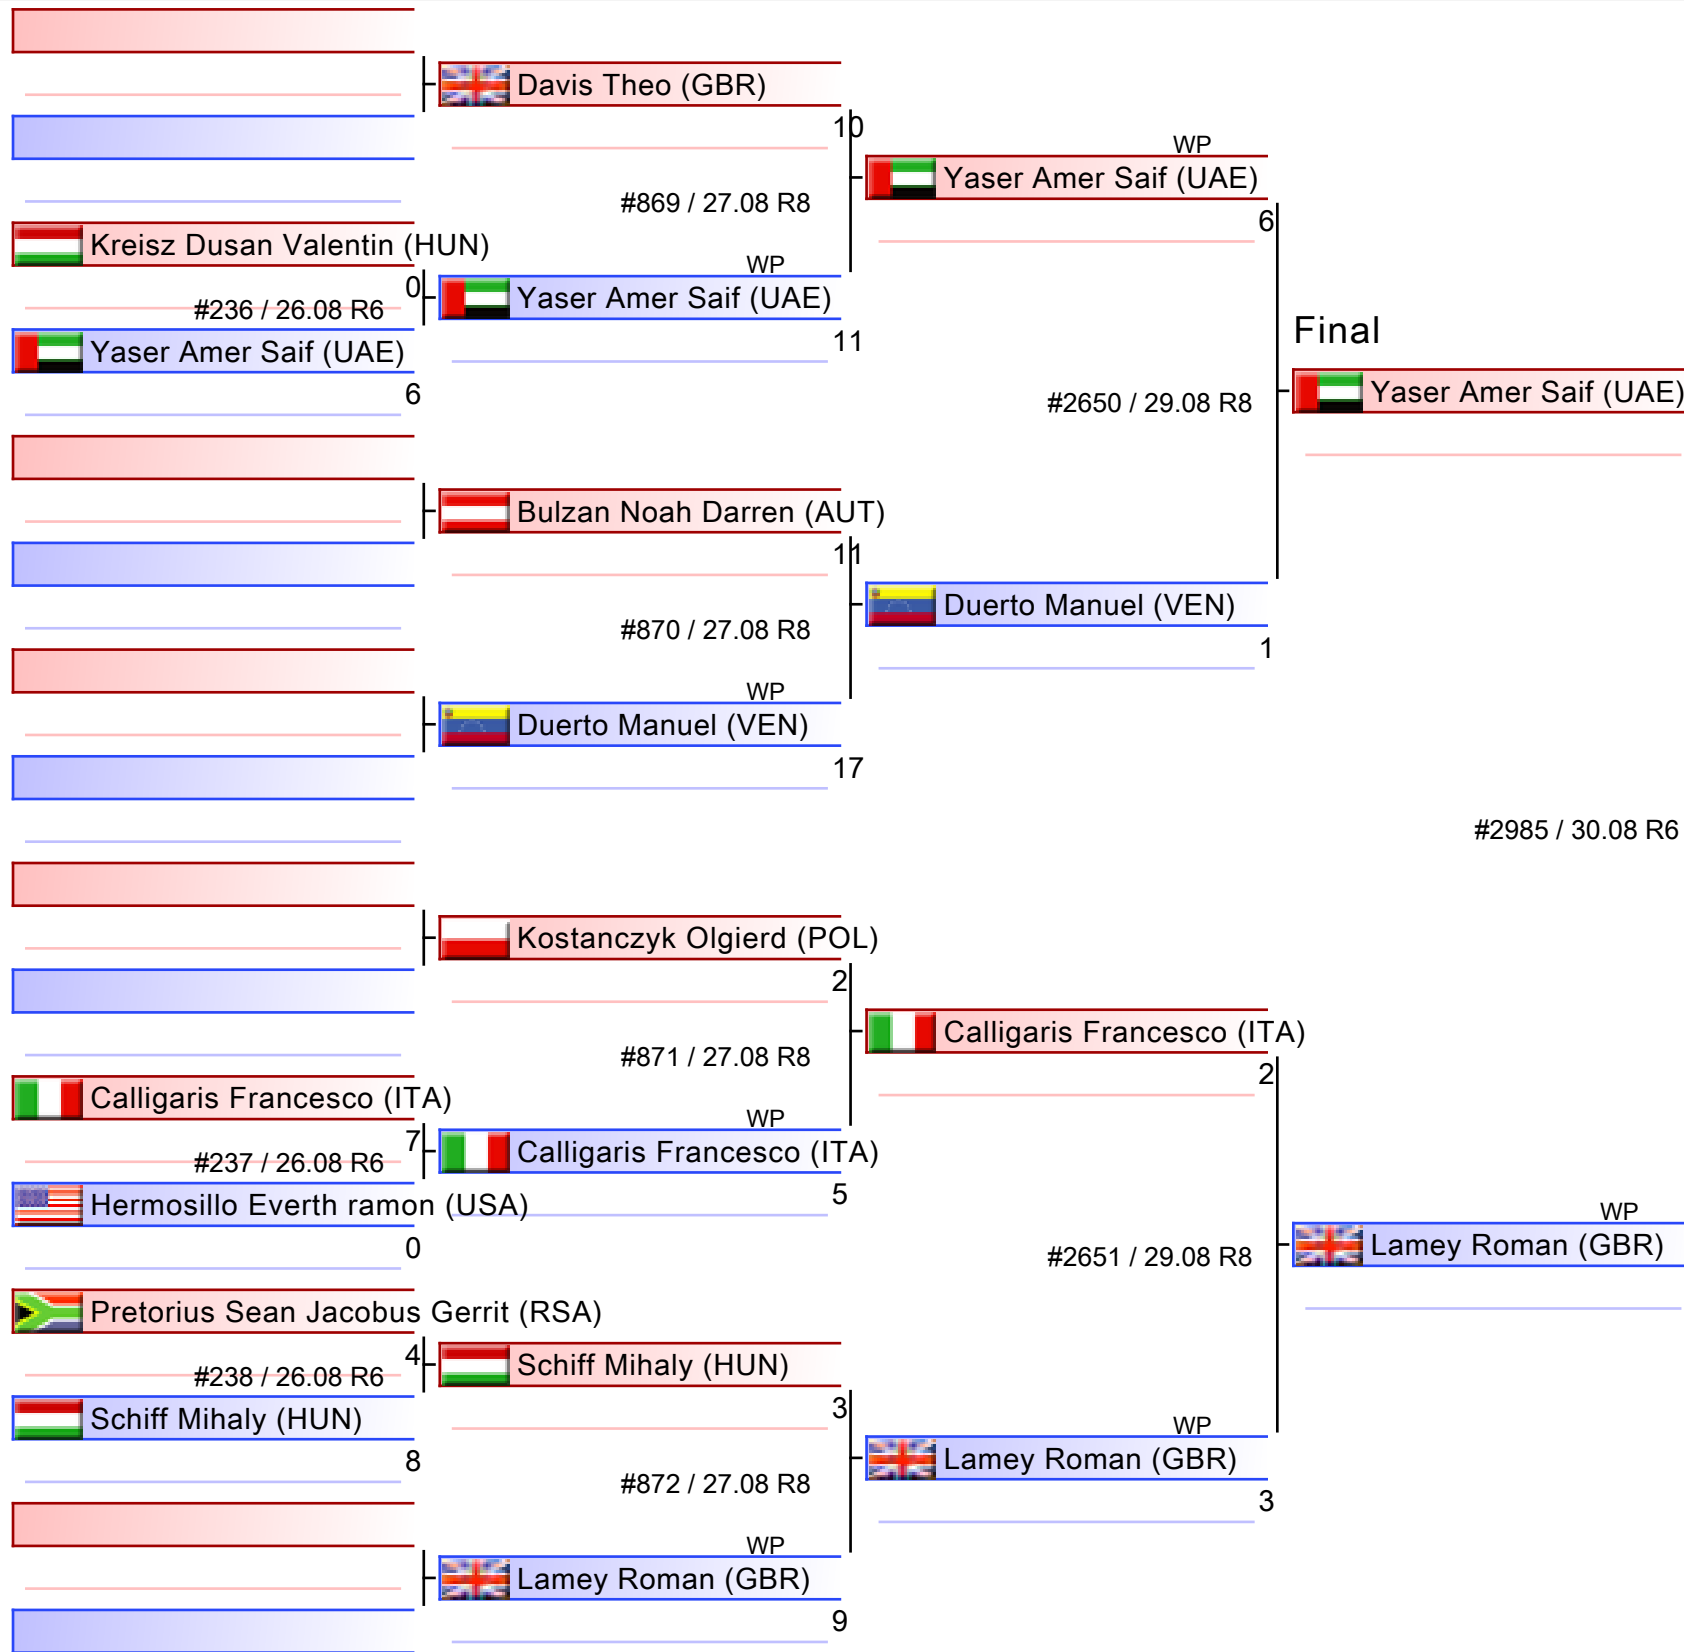 Davis Theo (GBR)
10
WP
Yaser Amer Saif (UAE)
#869 / 27.08 R8
6
Kreisz Dusan Valentin (HUN)
WP
0
Yaser Amer Saif (UAE)
#236 / 26.08 R6
Final
Yaser Amer Saif (UAE)
11
6
Yaser Amer Saif (UAE)
#2650 / 29.08 R8
Bulzan Noah Darren (AUT)
11
Duerto Manuel (VEN)
#870 / 27.08 R8
1
WP
Duerto Manuel (VEN)
17
#2985 / 30.08 R6
Kostanczyk Olgierd (POL)
2
Calligaris Francesco (ITA)
#871 / 27.08 R8
2
Calligaris Francesco (ITA)
WP
7
Calligaris Francesco (ITA)
#237 / 26.08 R6
5
Hermosillo Everth ramon (USA)
WP
0
Lamey Roman (GBR)
#2651 / 29.08 R8
Pretorius Sean Jacobus Gerrit (RSA)
4
Schiff Mihaly (HUN)
#238 / 26.08 R6
3
Schiff Mihaly (HUN)
WP
8
Lamey Roman (GBR)
#872 / 27.08 R8
3
WP
Lamey Roman (GBR)
9